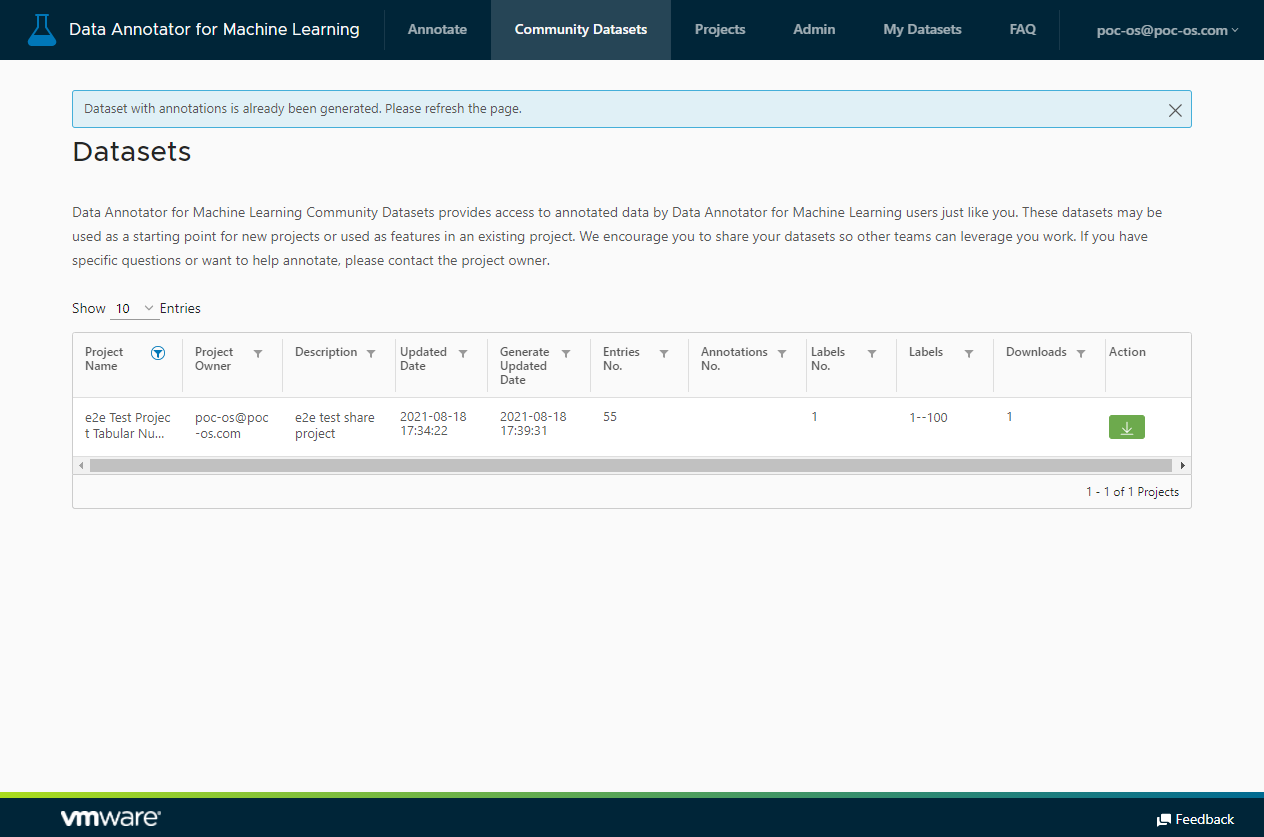 Data Annotator for Machine Learning
Annotate
Community Datasets
Projects
Admin
My Datasets
FAQ
poc-os@poc-os.com
Dataset with annotations is already been generated. Please refresh the page.
Datasets
Data Annotator for Machine Learning Community Datasets provides access to annotated data by Data Annotator for Machine Learning users just like you. These datasets may be
used as a starting point for new projects or used as features in an existing project. We encourage you to share your datasets so other teams can leverage you work. If you have
specific questions or want to help annotate, please contact the project owner.
Show 10 Entries
Project
Name
Project
Owner
Description
Updated
Date
Generate
Updated
Date
Entries
No.
Annotations
No.
Labels
No.
Labels
Downloads
Action
e2e Test Projec
t Tabular Nu...
poc-os@poc
-os.com
e2e test share
project
2021-08-18
17:34:22
2021-08-18
17:39:31
55
1
1--100
1
1 - 1 of 1 Projects
vmware
Feedback